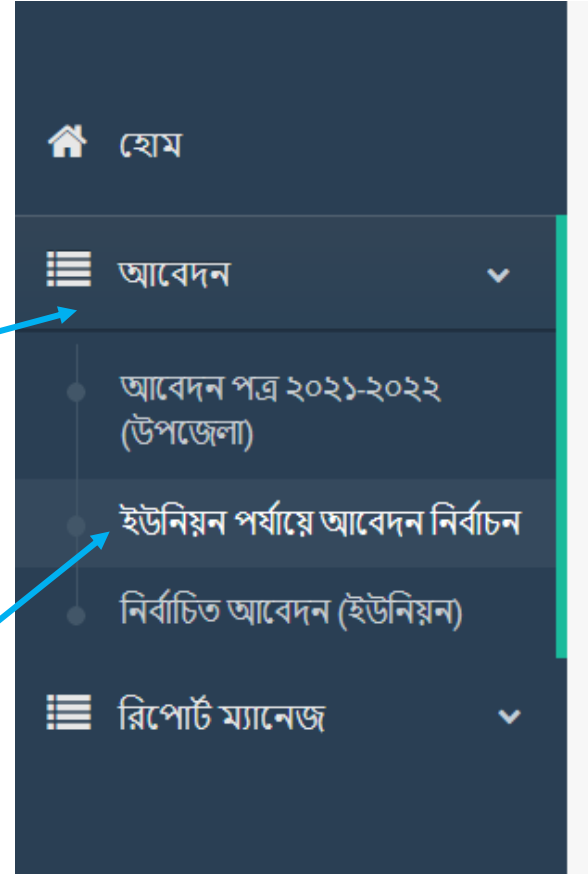 হোম
আবেদন
আবেদন পত্র ২০২১-২০২২
(উপজেলা)
ইউনিয়ন পর্যায়ে আবেদন নির্বাচন
নির্বাচিত আবেদন (ইউনিয়ন)
রিপোর্ট ম্যানেজ